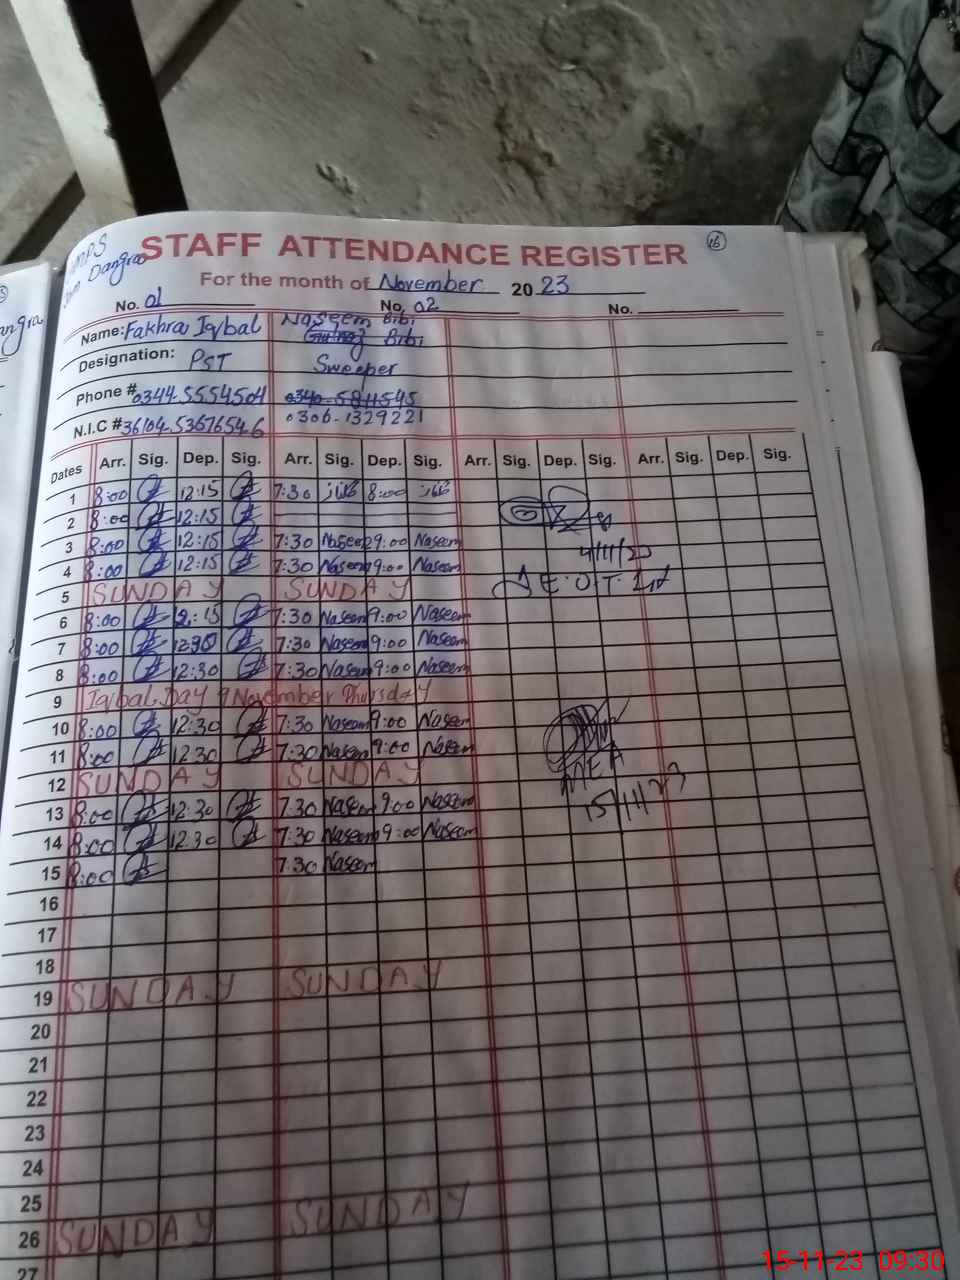 STAFF ATTENDANCE REGISTER 16
For the month of November 2023
No. 01 No. 02 No.
Name: Fakhra Iqbal Naseem Bibi
Bibi
Designation: PST Sweeper
Phone # 0344-5554504 0340-5811545
0306-1329221
N.I.C # 36104-5367654-6
Dates Arr. Sig. Dep. Sig. Arr. Sig. Dep. Sig. Arr. Sig. Dep. Sig. Arr. Sig. Dep. Sig.
1 8:00 12:15 7:30 8:00
2 8:00 12:15
3 8:00 12:15 7:30 Naseem 9:00 Naseem
4 8:00 12:15 7:30 Naseem 9:00 Naseem
4/11/23
5 SUNDAY SUNDAY
6 8:00 12:15 7:30 Naseem 9:00 Naseem
7 8:00 12:30 7:30 Naseem 9:00 Naseem
8 8:00 12:30 7:30 Naseem 9:00 Naseem
9 Iqbal Day 9 November Thursday
10 8:00 12:30 7:30 Naseem 9:00 Naseem
11 8:00 12:30 7:30 Naseem 9:00 Naseem
12 SUNDAY SUNDAY
MEA
15/11/23
13 8:00 12:30 7:30 Naseem 9:00 Naseem
14 8:00 12:30 7:30 Naseem 9:00 Naseem
15 8:00 7:30 Naseem
16
17
18
19 SUNDAY SUNDAY
20
21
22
23
24
25
26 SUNDAY SUNDAY
27
15-11-23 09:30